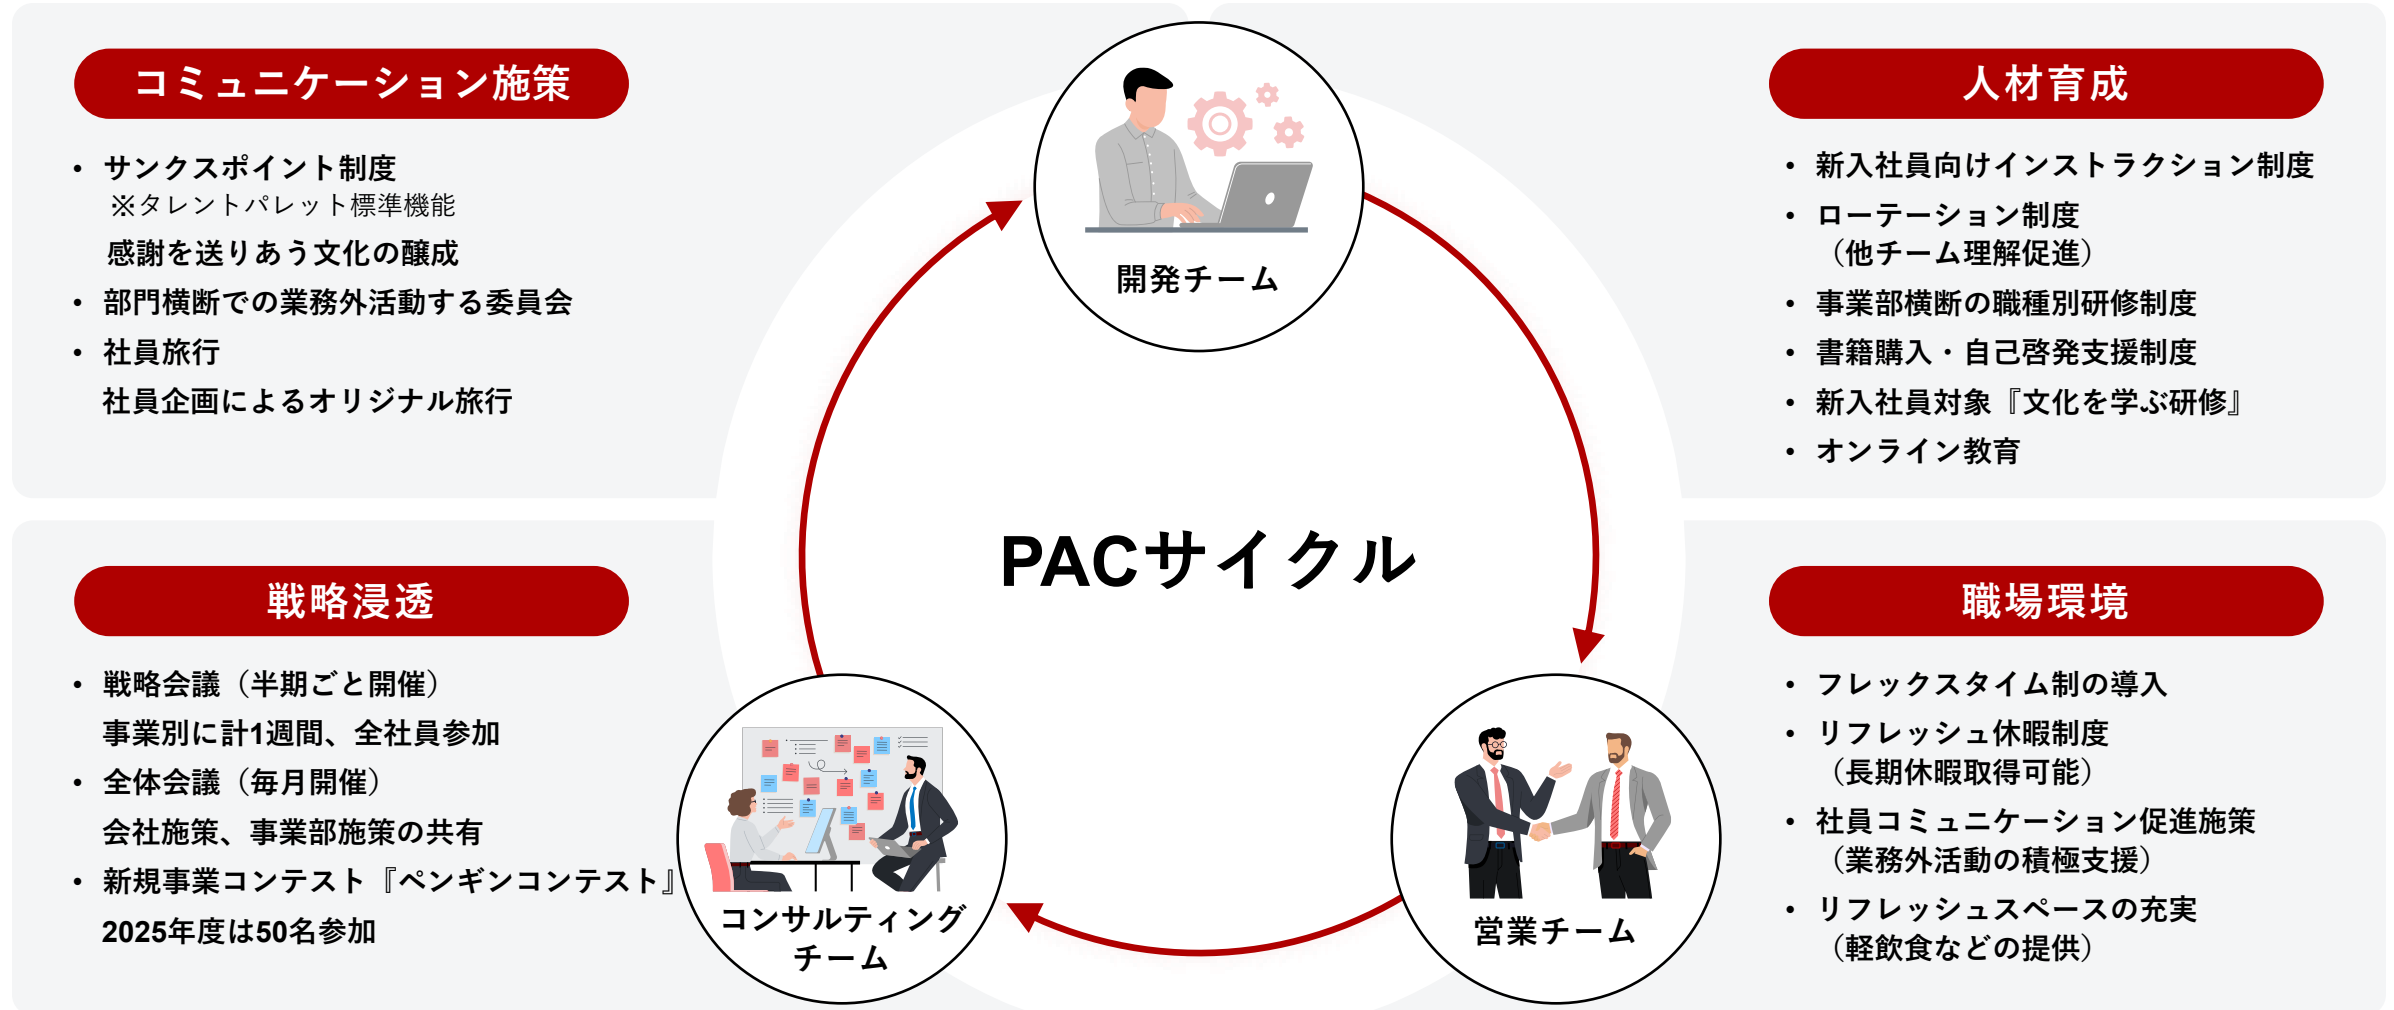 コミュニケーション施策
• サンクスポイント制度
※タレントパレット標準機能
感謝を送りあう文化の醸成
• 部門横断での業務外活動する委員会
• 社員旅行
社員企画によるオリジナル旅行
開発チーム
人材育成
• 新入社員向けインストラクション制度
• ローテーション制度
（他チーム理解促進）
• 事業部横断の職種別研修制度
• 書籍購入・自己啓発支援制度
• 新入社員対象『文化を学ぶ研修』
• オンライン教育
PACサイクル
戦略浸透
• 戦略会議（半期ごと開催）
事業別に計1週間、全社員参加
• 全体会議（毎月開催）
会社施策、事業部施策の共有
• 新規事業コンテスト『ペンギンコンテスト』
2025年度は50名参加
コンサルティング
チーム
営業チーム
職場環境
• フレックスタイム制の導入
• リフレッシュ休暇制度
（長期休暇取得可能）
• 社員コミュニケーション促進施策
（業務外活動の積極支援）
• リフレッシュスペースの充実
（軽飲食などの提供）